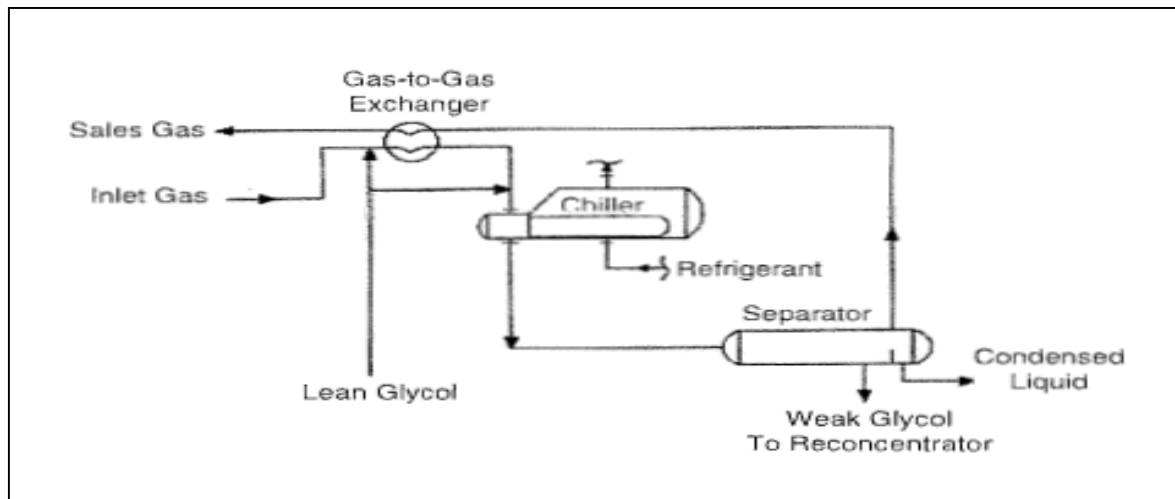 Gas-to-Gas
Exchanger
Sales Gas
Inlet Gas
Chiller
Refrigerant
Separator
Condensed
Liquid
Lean Glycol
Weak Glycol
To Reconcentrator